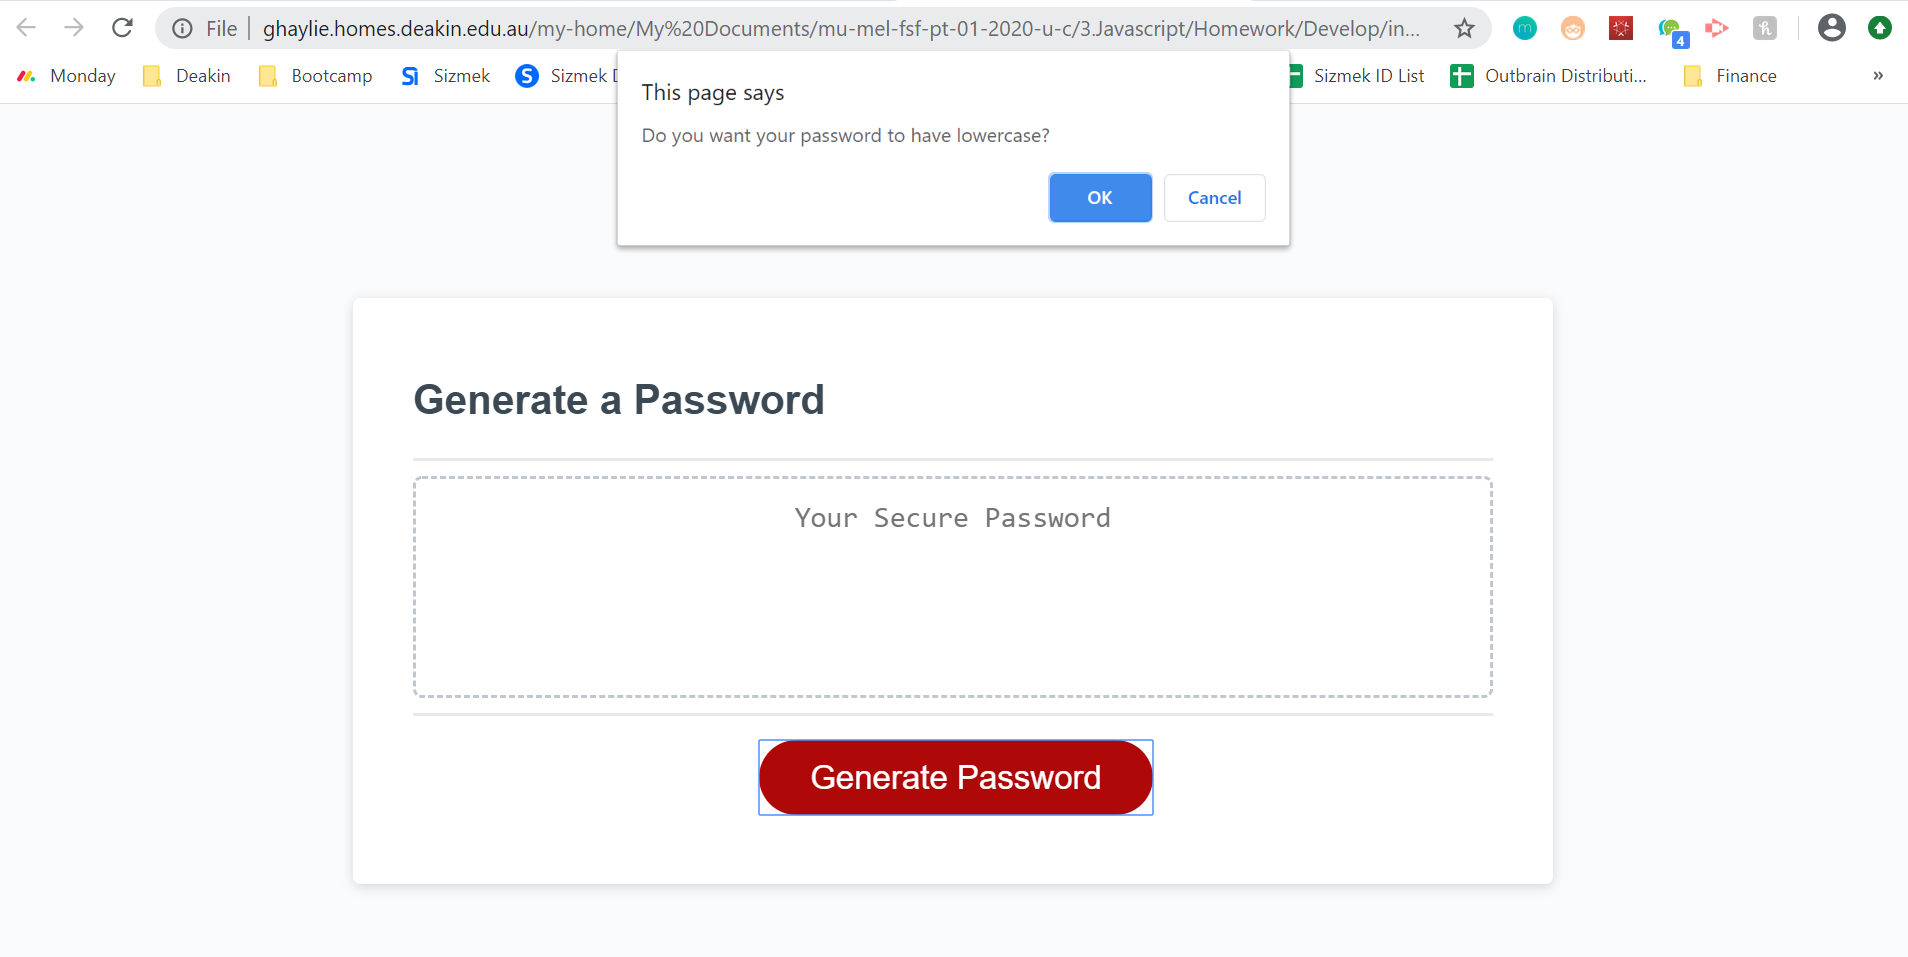 File ghaylie.homes.deakin.edu.au/my-home/My%20Documents/mu-mel-fsf-pt-01-2020-u-c/3.Javascript/Homework/Develop/in...
m
4
Monday Deakin Bootcamp Si Sizmek S Sizmek Sizmek ID List Outbrain Distributi... Finance »
This page says
Do you want your password to have lowercase?
OK Cancel
Generate a Password
Your Secure Password
Generate Password